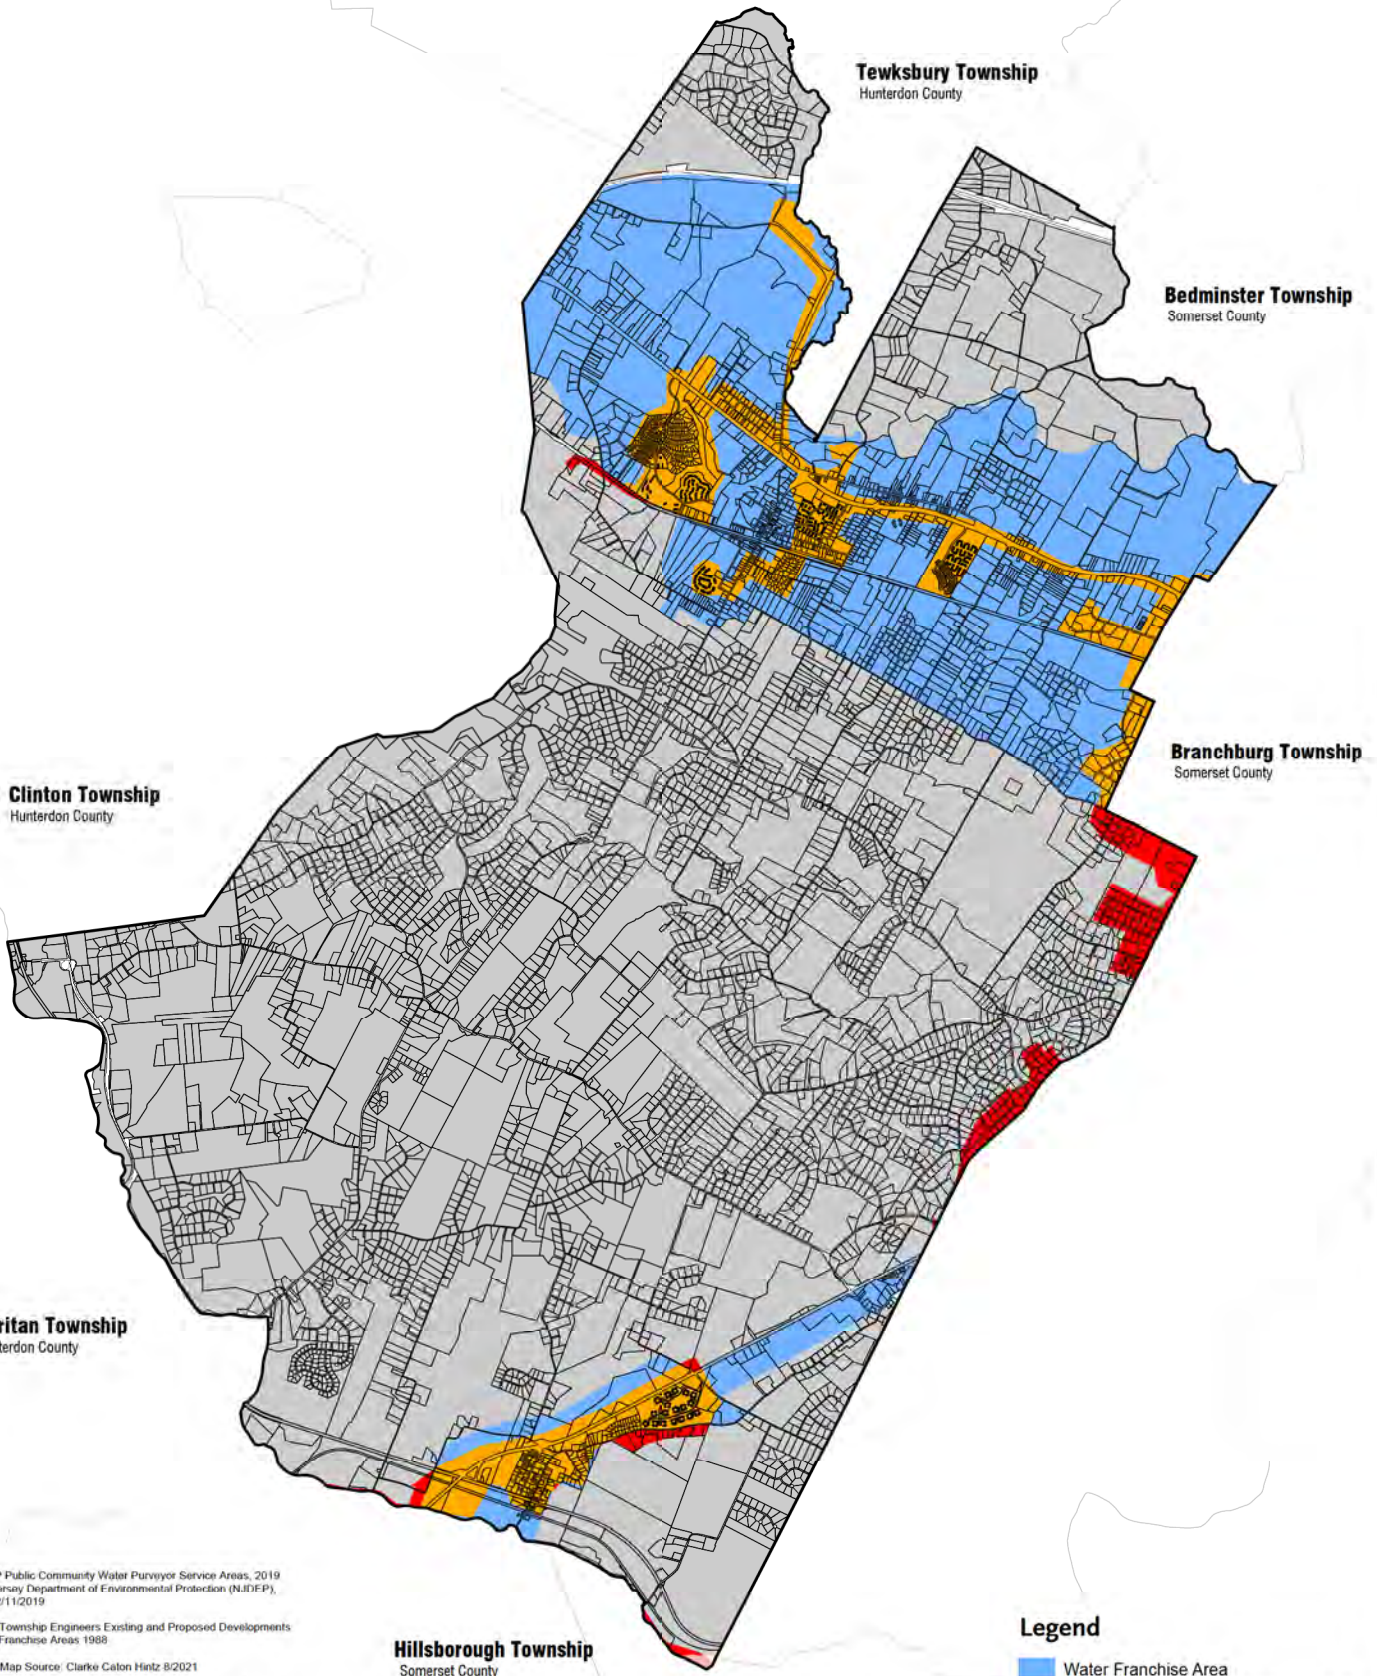 Tewksbury Township
Hunterdon County
Bedminster Township
Somerset County
Branchburg Township
Somerset County
Clinton Township
Hunterdon County
ritan Township
terdon County
Public Community Water Purveyor Service Areas, 2019
ersey Department of Environmental Protection (NJDEP),
/11/2019
Township Engineers Existing and Proposed Developments
Franchise Areas 1988
Map Source: Clarke Caton Hintz 8/2021
Hillsborough Township
Somerset County
Legend
Water Franchise Area